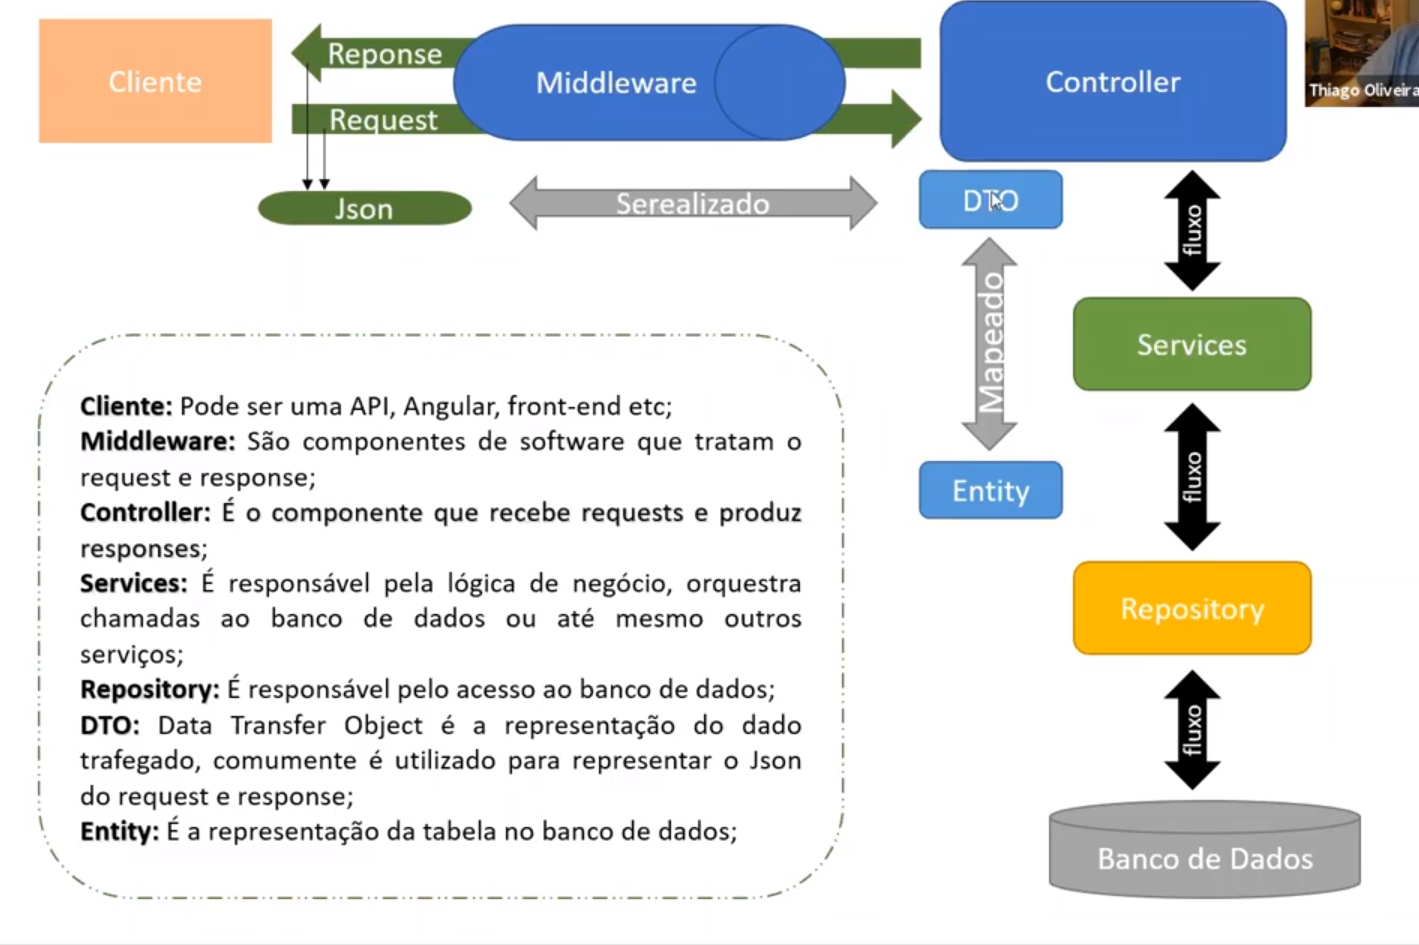 Cliente
Reponse
Request
Middleware
Controller
Thiago Oliveira
Json
Serealizado
DTO
fluxo
Mapeado
Services
Entity
fluxo
Repository
fluxo
Banco de Dados
Cliente: Pode ser uma API, Angular, front-end etc;
Middleware: São componentes de software que tratam o
request e response;
Controller: É o componente que recebe requests e produz
responses;
Services: É responsável pela lógica de negócio, orquestra
chamadas ao banco de dados ou até mesmo outros
serviços;
Repository: É responsável pelo acesso ao banco de dados;
DTO: Data Transfer Object é a representação do dado
trafegado, comumente é utilizado para representar o Json
do request e response;
Entity: É a representação da tabela no banco de dados;